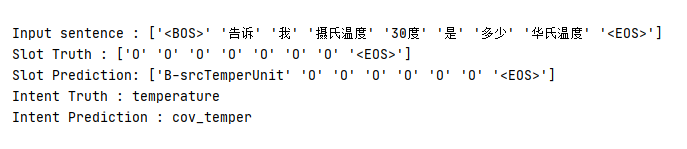 Input sentence : ['<BOS>' '告诉' '我' '摄氏温度' '30度' '是' '多少' '华氏温度' '<EOS>']
Slot Truth : ['O' 'O' 'O' 'O' 'O' 'O' 'O' '<EOS>']
Slot Prediction: ['B-srcTemperUnit' 'O' 'O' 'O' 'O' 'O' 'O' '<EOS>']
Intent Truth : temperature
Intent Prediction : cov_temper